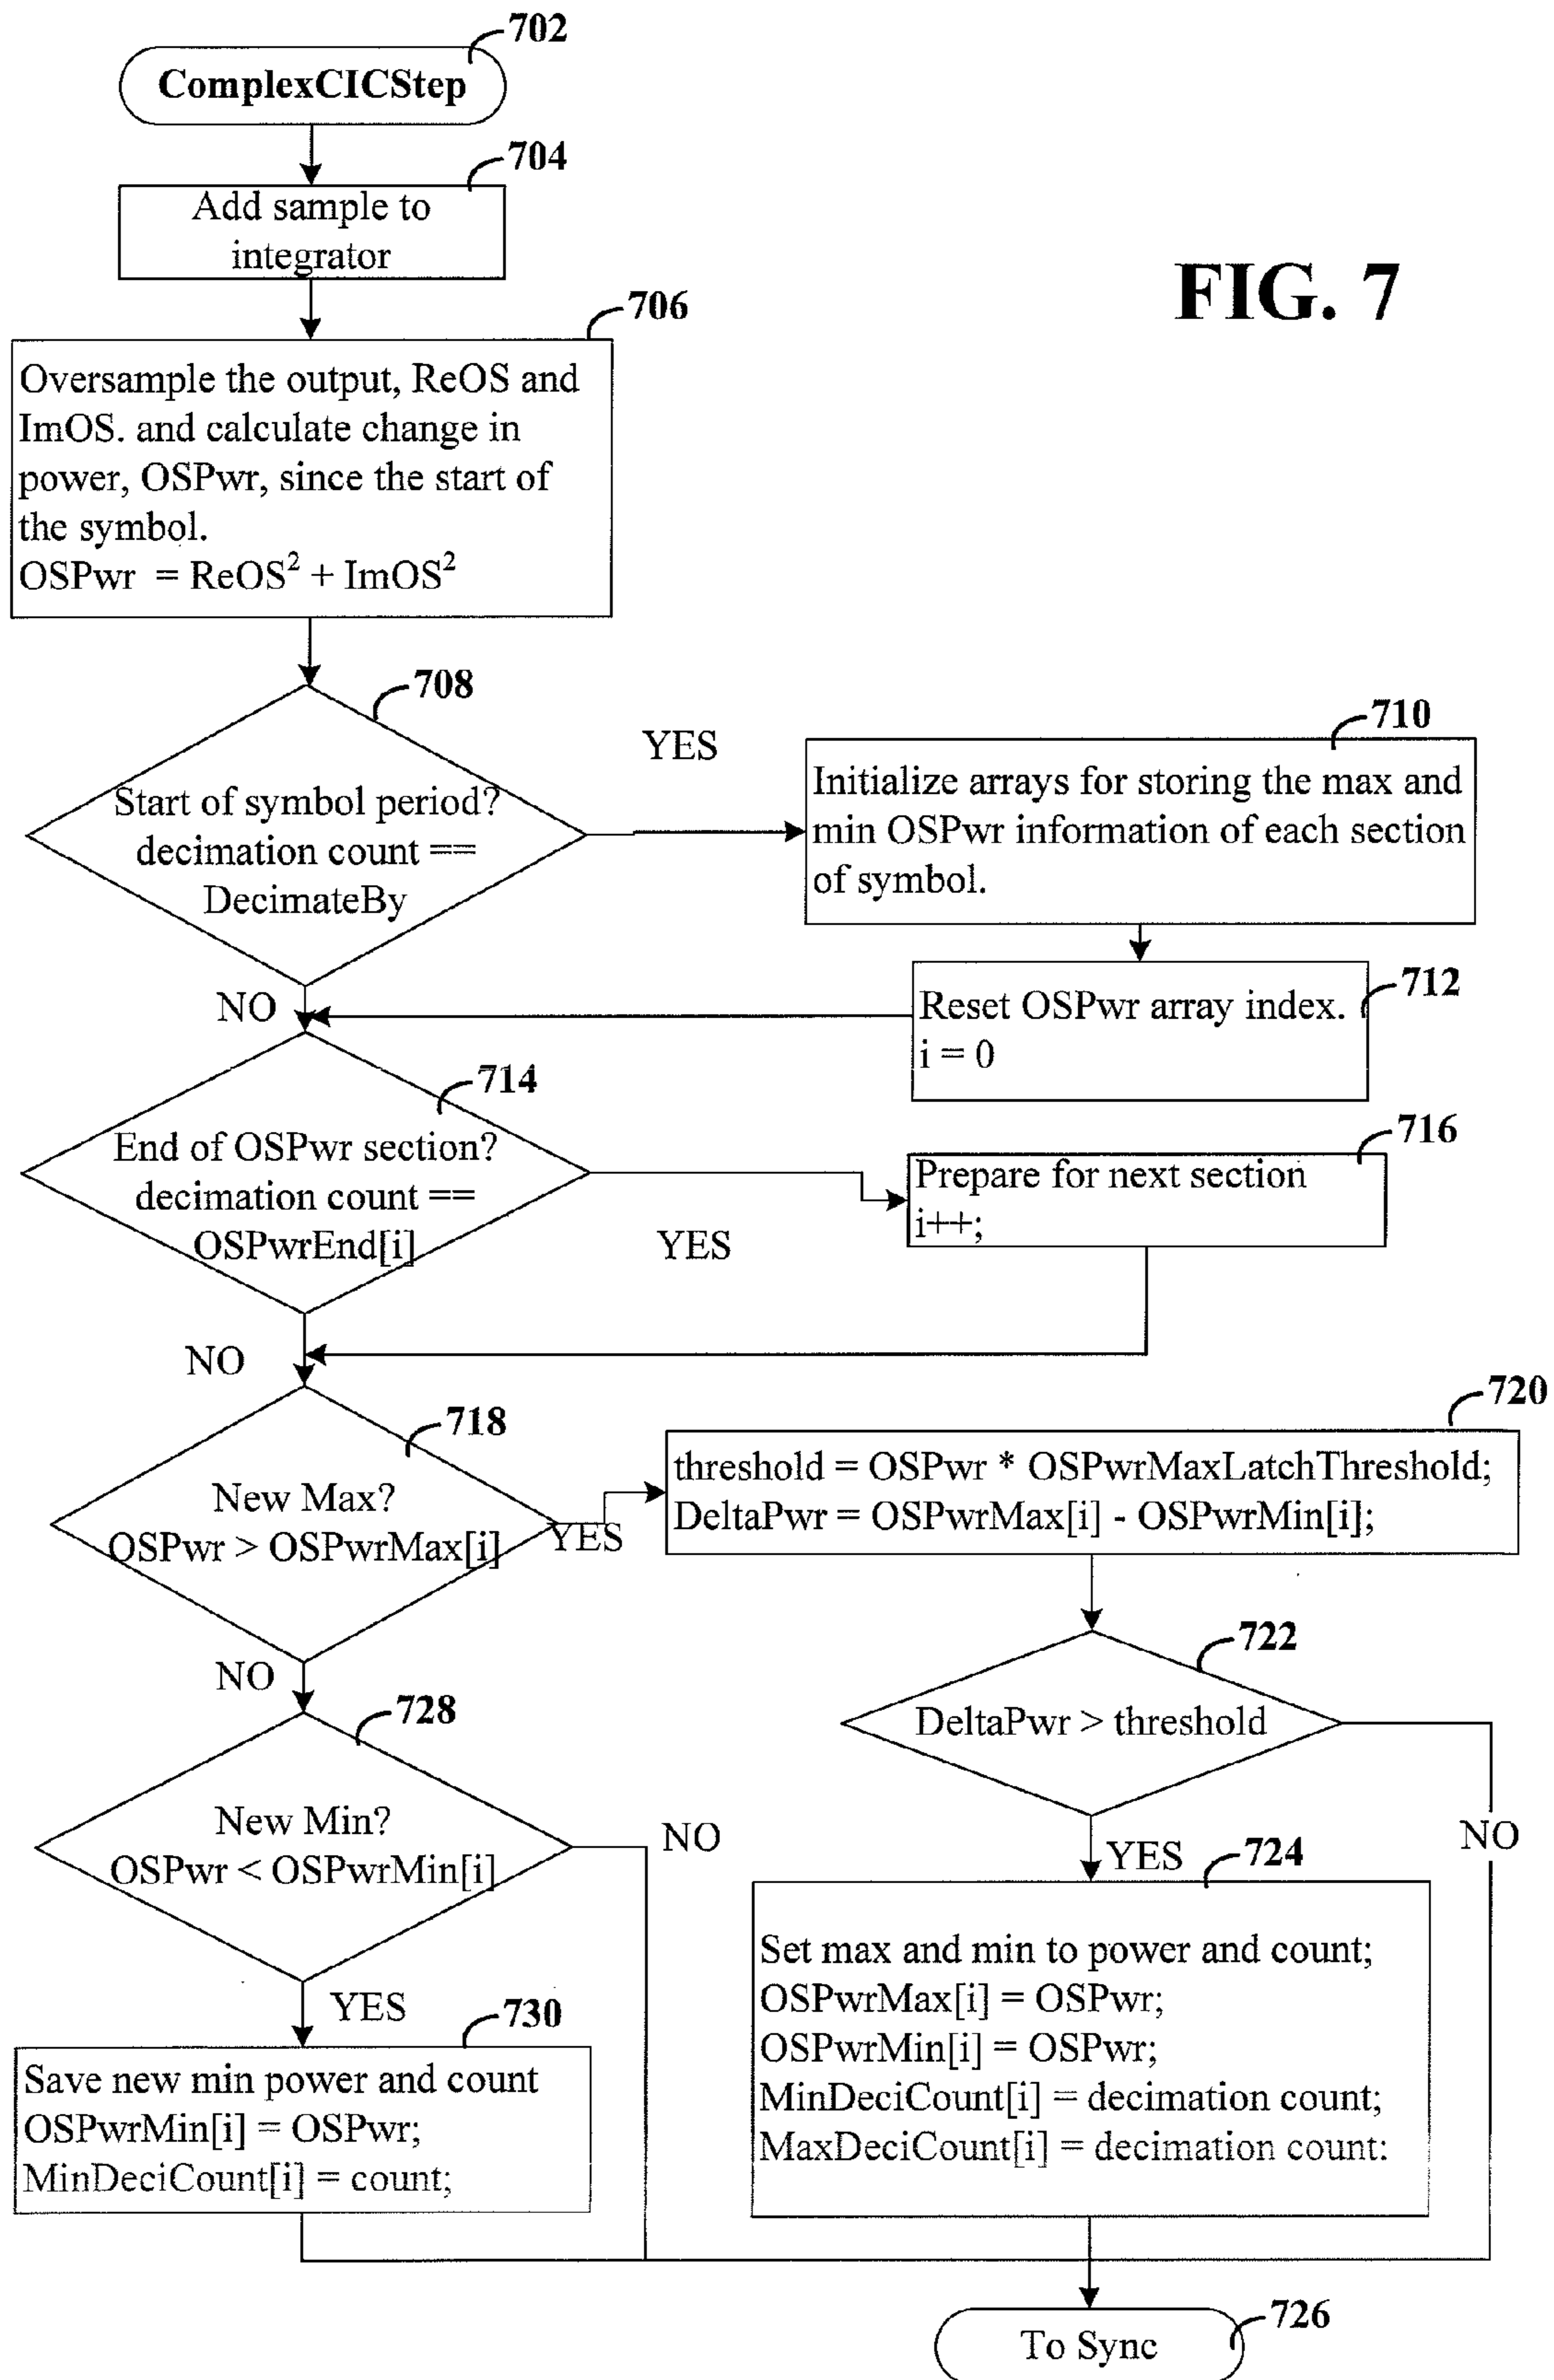 702
ComplexCICStep
704
Add sample to
integrator
FIG. 7
706
Oversample the output, ReOS and
ImOS. and calculate change in
power, OSPwr, since the start of
the symbol.
OSPwr = ReOS² + ImOS²
708
Start of symbol period?
decimation count ==
DecimateBy
YES
710
Initialize arrays for storing the max and
min OSPwr information of each section
of symbol.
NO
712
Reset OSPwr array index.
i = 0
714
End of OSPwr section?
decimation count ==
OSPwrEnd[i]
YES
716
Prepare for next section
i++;
NO
718
New Max?
OSPwr > OSPwrMax[i]
YES
720
threshold = OSPwr * OSPwrMaxLatchThreshold;
DeltaPwr = OSPwrMax[i] - OSPwrMin[i];
722
DeltaPwr > threshold
NO
NO
728
New Min?
OSPwr < OSPwrMin[i]
NO
YES
724
Set max and min to power and count;
OSPwrMax[i] = OSPwr;
OSPwrMin[i] = OSPwr;
MinDeciCount[i] = decimation count;
MaxDeciCount[i] = decimation count:
YES
730
Save new min power and count
OSPwrMin[i] = OSPwr;
MinDeciCount[i] = count;
726
To Sync